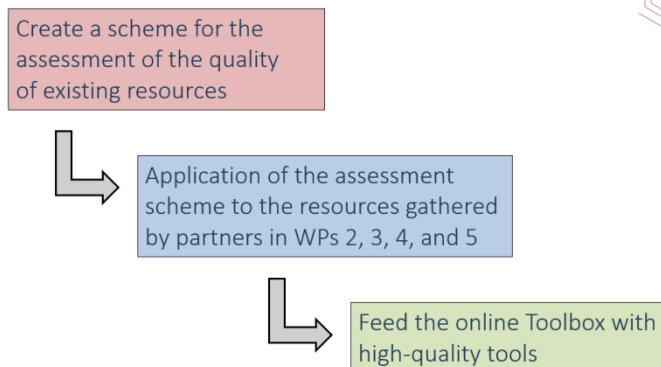 Create a scheme for the
assessment of the quality
of existing resources
Application of the assessment
scheme to the resources gathered
by partners in WPs 2, 3, 4, and 5
Feed the online Toolbox with
high-quality tools